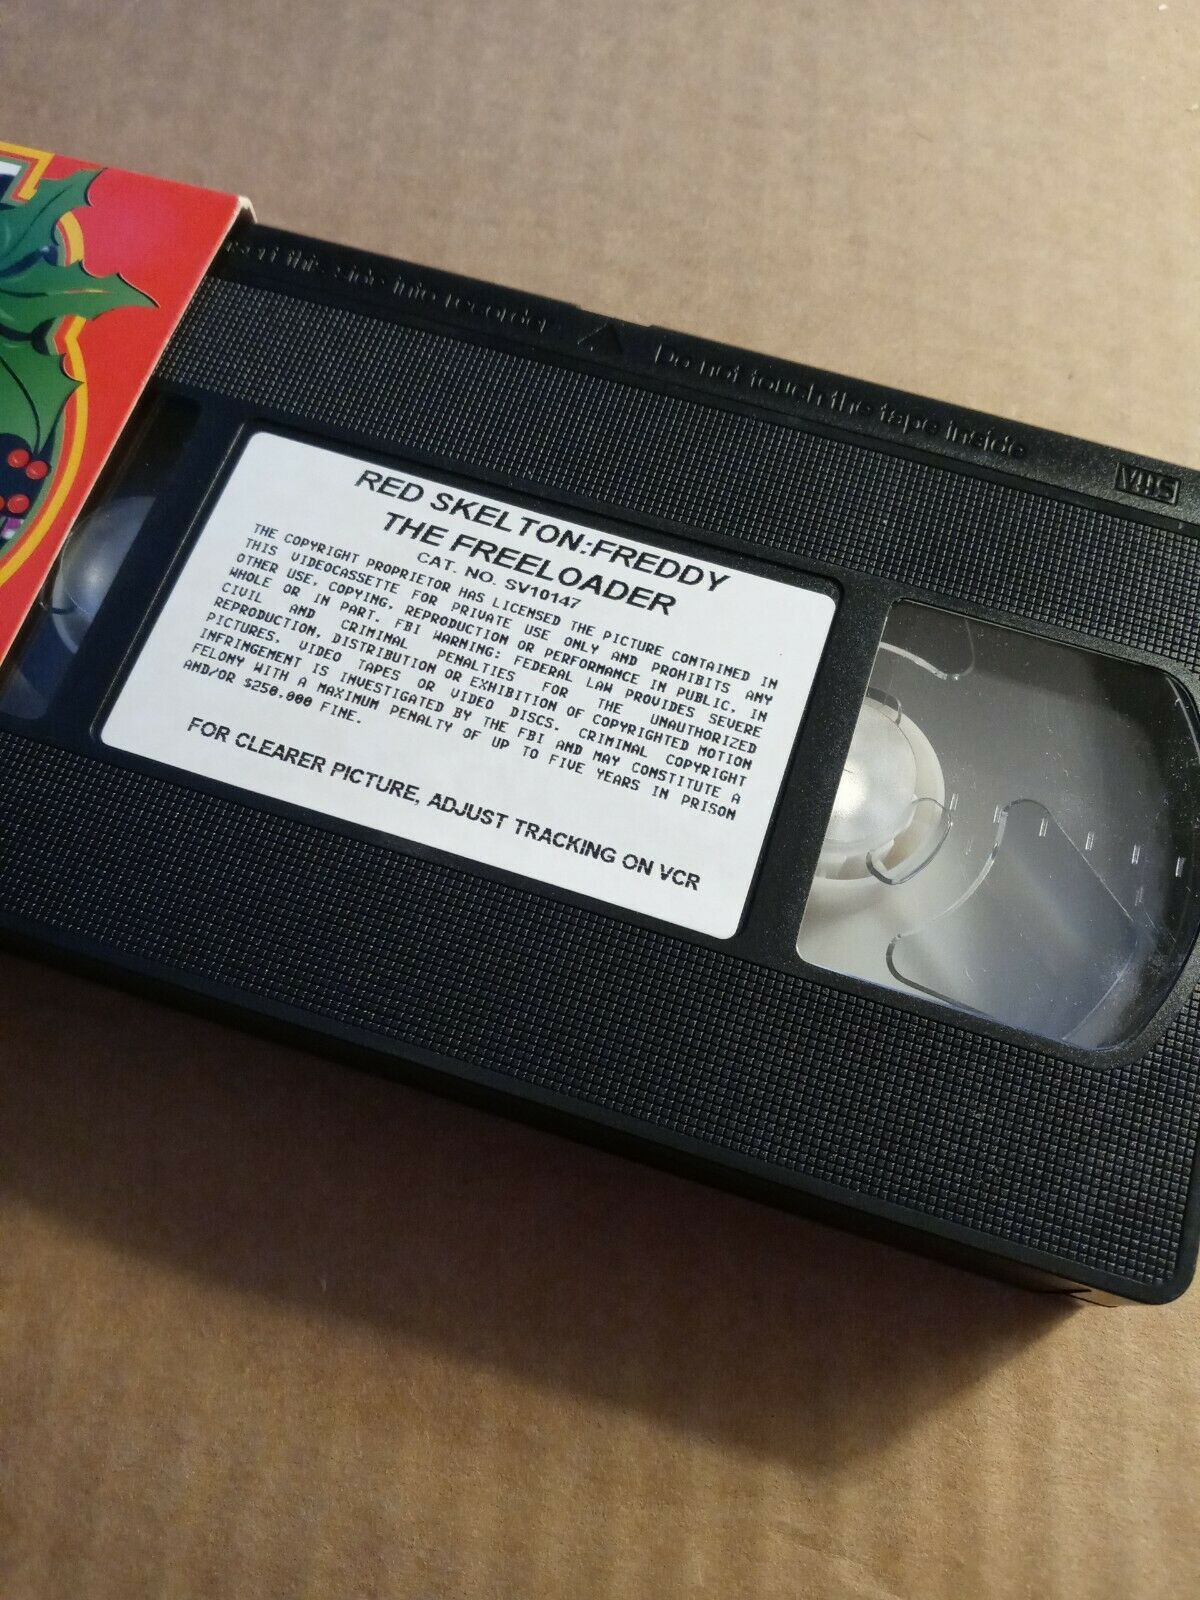 Insert this side into recorder Do not touch the tape inside
VHS
RED SKELTON:FREDDY
THE FREELOADER
CAT. NO. SV10147
THE COPYRIGHT PROPRIETOR HAS LICENSED THE PICTURE CONTAINED IN
THIS VIDEOCASSETTE FOR PRIVATE USE ONLY AND PROHIBITS ANY
OTHER USE, COPYING, REPRODUCTION OR PERFORMANCE IN PUBLIC, IN
WHOLE OR IN PART. FBI WARNING: FEDERAL LAW PROVIDES SEVERE
CIVIL AND CRIMINAL PENALTIES FOR THE UNAUTHORIZED
REPRODUCTION, DISTRIBUTION OR EXHIBITION OF COPYRIGHTED MOTION
PICTURES, VIDEO TAPES OR VIDEO DISCS. CRIMINAL COPYRIGHT
INFRINGEMENT IS INVESTIGATED BY THE FBI AND MAY CONSTITUTE A
FELONY WITH A MAXIMUM PENALTY OF UP TO FIVE YEARS IN PRISON
AND/OR $250,000 FINE.
FOR CLEARER PICTURE, ADJUST TRACKING ON VCR